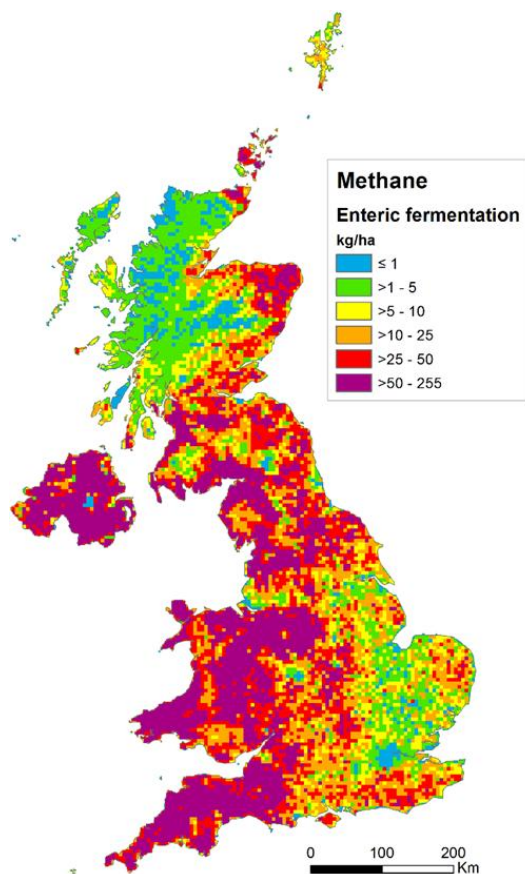 Methane
Enteric fermentation
kg/ha
≤ 1
>1 - 5
>5 - 10
>10 - 25
>25 - 50
>50 - 255
0 100 200
Km